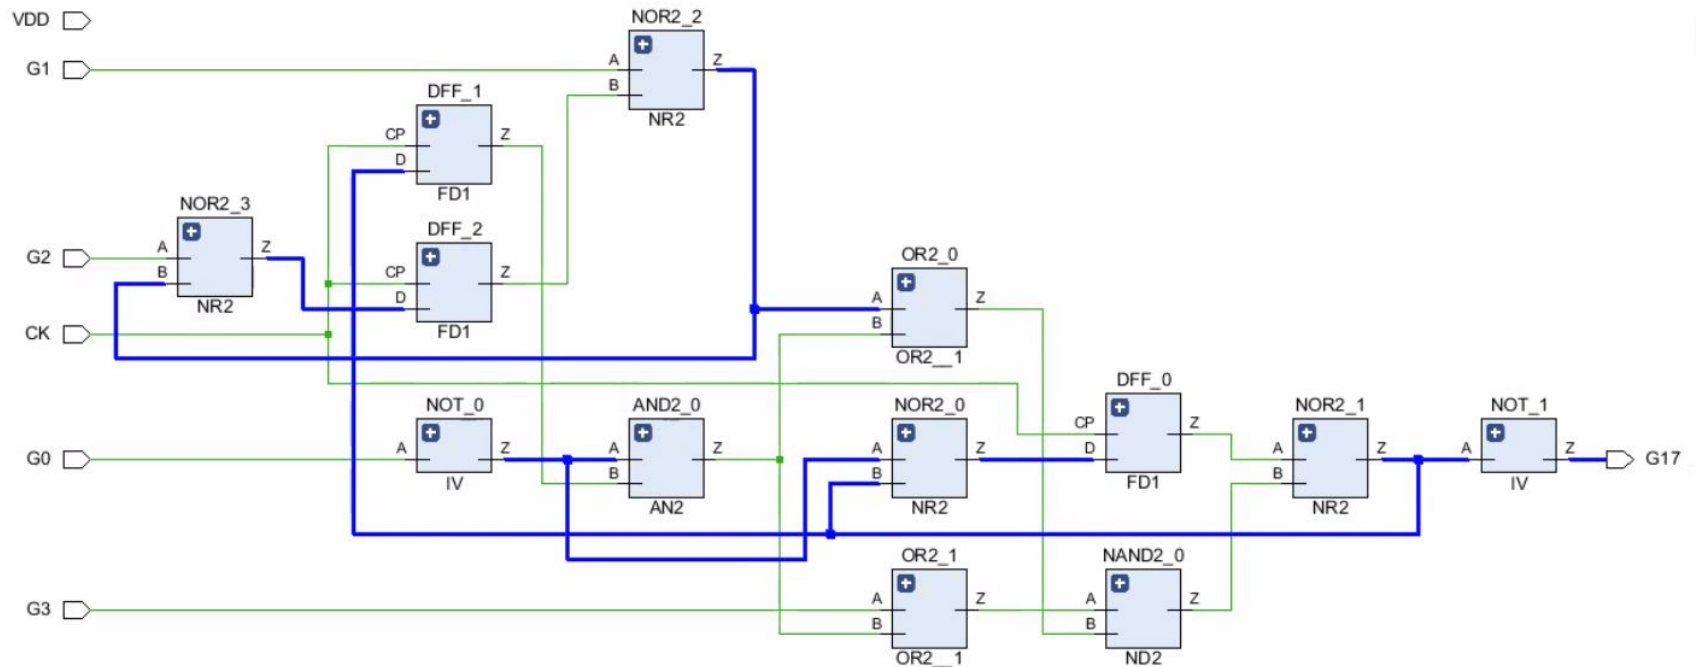 VDD
NOR2_2
G1
A
Z
B
NR2
DFF_1
CP
Z
D
FD1
NOR2_3
G2
A
Z
B
NR2
DFF_2
CP
Z
D
FD1
CK
OR2_0
A
Z
B
OR2__1
NOT_0
G0
A
Z
IV
AND2_0
A
Z
B
AN2
NOR2_0
A
Z
B
NR2
DFF_0
CP
Z
D
FD1
NOR2_1
A
Z
B
NR2
NOT_1
A
Z
G17
IV
G3
OR2_1
A
Z
B
OR2__1
NAND2_0
A
Z
B
ND2